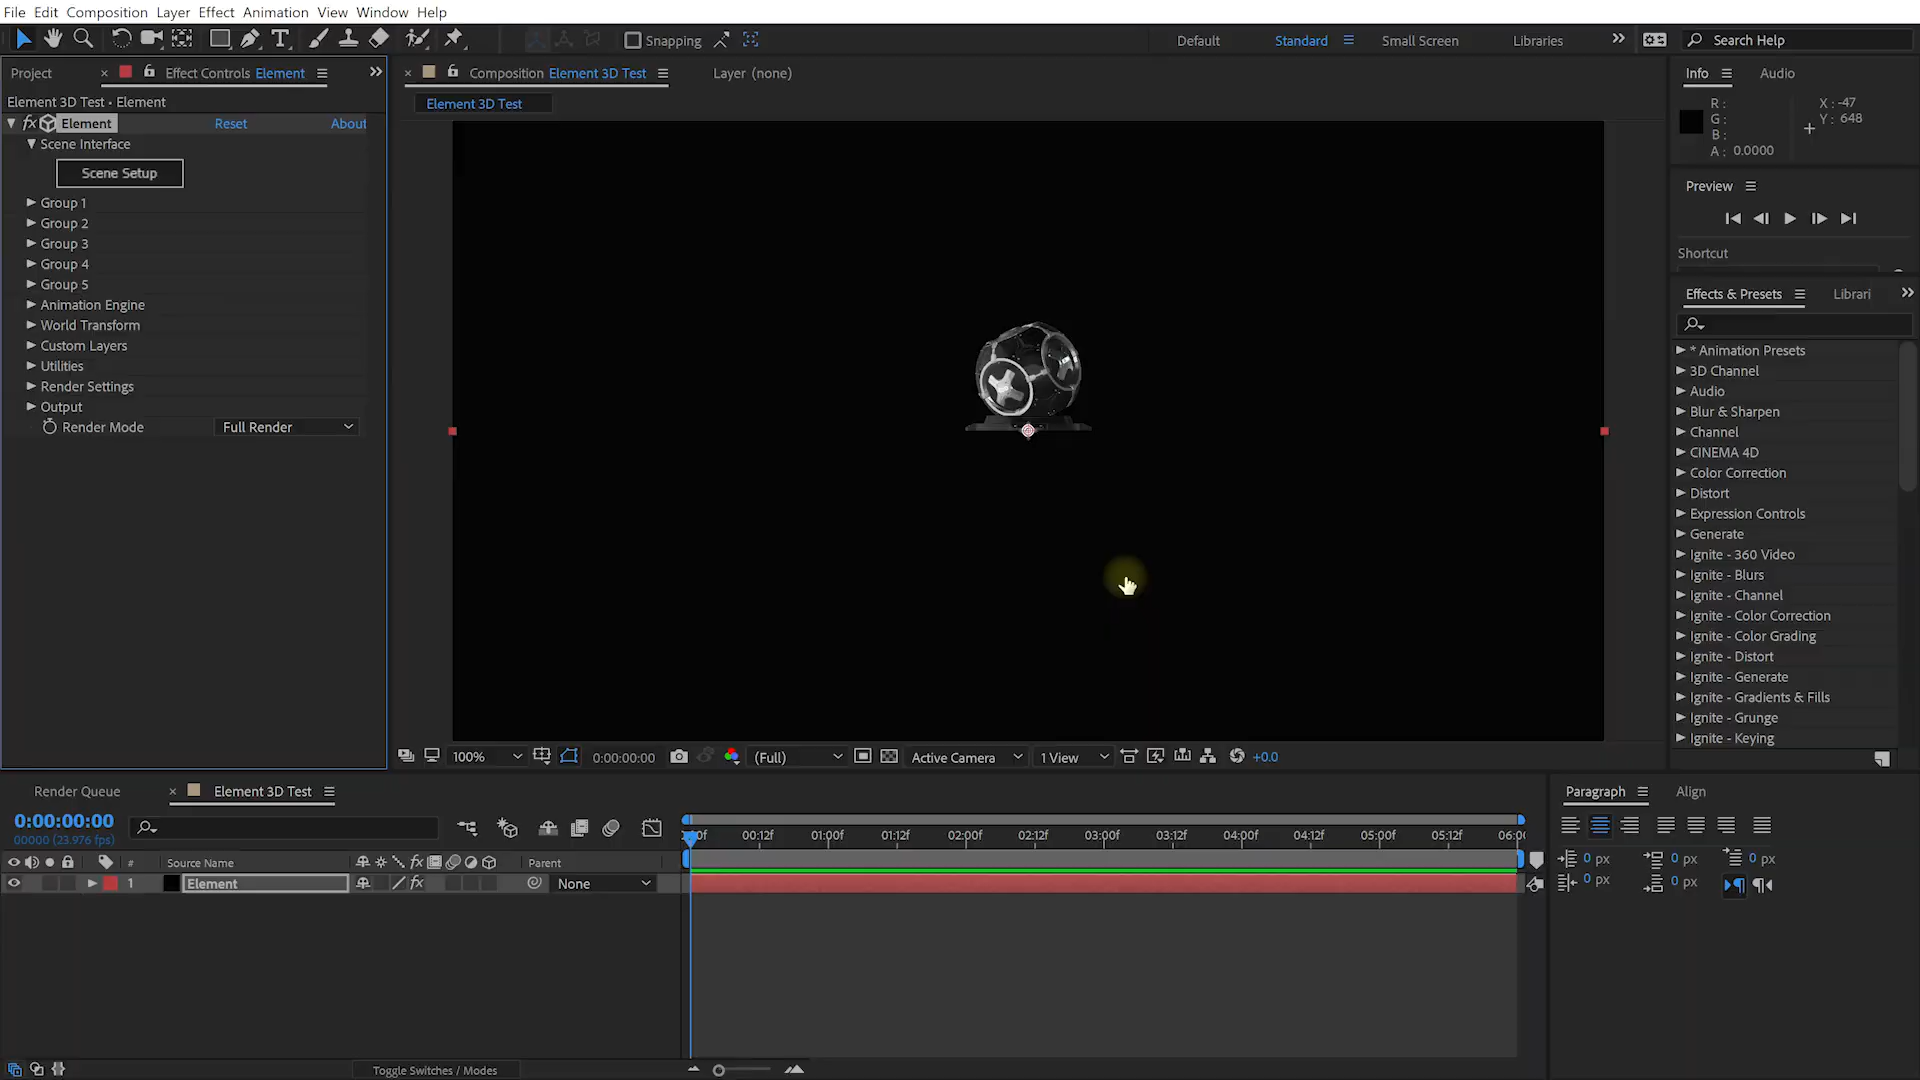 File Edit Composition Layer Effect Animation View Window Help
Snapping
Default Standard Small Screen Libraries Search Help
Project Effect Controls Element
Composition Element 3D Test Layer (none)
Info Audio
Element 3D Test • Element
Element 3D Test
R : X : -47
G : Y : 648
B :
A : 0.0000
fx Element Reset About
Scene Interface
Scene Setup
Group 1
Group 2
Group 3
Group 4
Group 5
Animation Engine
World Transform
Custom Layers
Utilities
Render Settings
Output
Render Mode Full Render
Preview
Shortcut
Effects & Presets Librari
* Animation Presets
3D Channel
Audio
Blur & Sharpen
Channel
CINEMA 4D
Color Correction
Distort
Expression Controls
Generate
Ignite - 360 Video
Ignite - Blurs
Ignite - Channel
Ignite - Color Correction
Ignite - Color Grading
Ignite - Distort
Ignite - Generate
Ignite - Gradients & Fills
Ignite - Grunge
Ignite - Keying
100% 0:00:00:00 (Full) Active Camera 1 View +0.0
Render Queue Element 3D Test
0:00:00:00
00000 (23.976 fps)
00:12f 01:00f 01:12f 02:00f 02:12f 03:00f 03:12f 04:00f 04:12f 05:00f 05:12f 06:0
# Source Name fx Parent
1 Element fx None
Toggle Switches / Modes
Paragraph Align
0 px 0 px 0 px
0 px 0 px